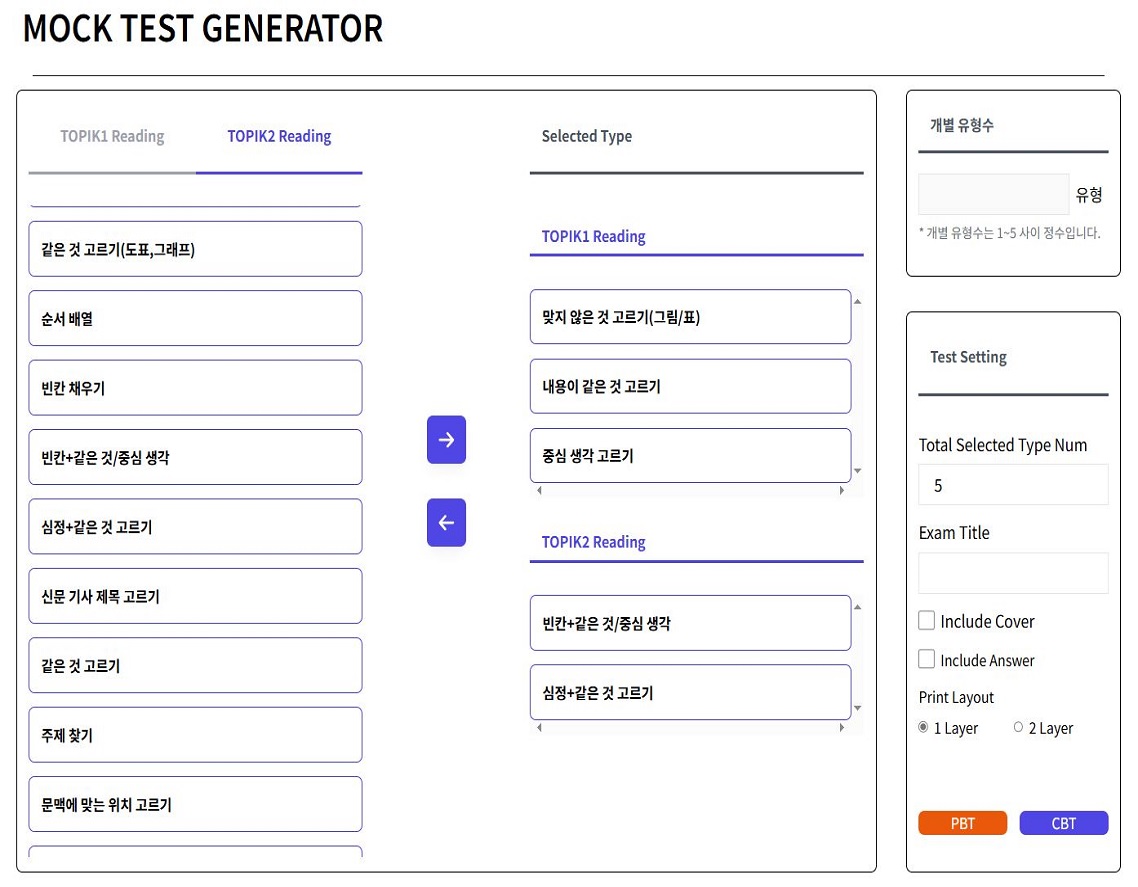 MOCK TEST GENERATOR
TOPIK1 Reading
TOPIK2 Reading
같은 것 고르기(도표,그래프)
순서 배열
빈칸 채우기
빈칸+같은 것/중심 생각
심정+같은 것 고르기
신문 기사 제목 고르기
같은 것 고르기
주제 찾기
문맥에 맞는 위치 고르기
Selected Type
TOPIK1 Reading
맞지 않은 것 고르기(그림/표)
내용이 같은 것 고르기
중심 생각 고르기
TOPIK2 Reading
빈칸+같은 것/중심 생각
심정+같은 것 고르기
개별 유형수
유형
* 개별 유형수는 1~5 사이 정수입니다.
Test Setting
Total Selected Type Num
5
Exam Title
Include Cover
Include Answer
Print Layout
1 Layer
2 Layer
PBT
CBT